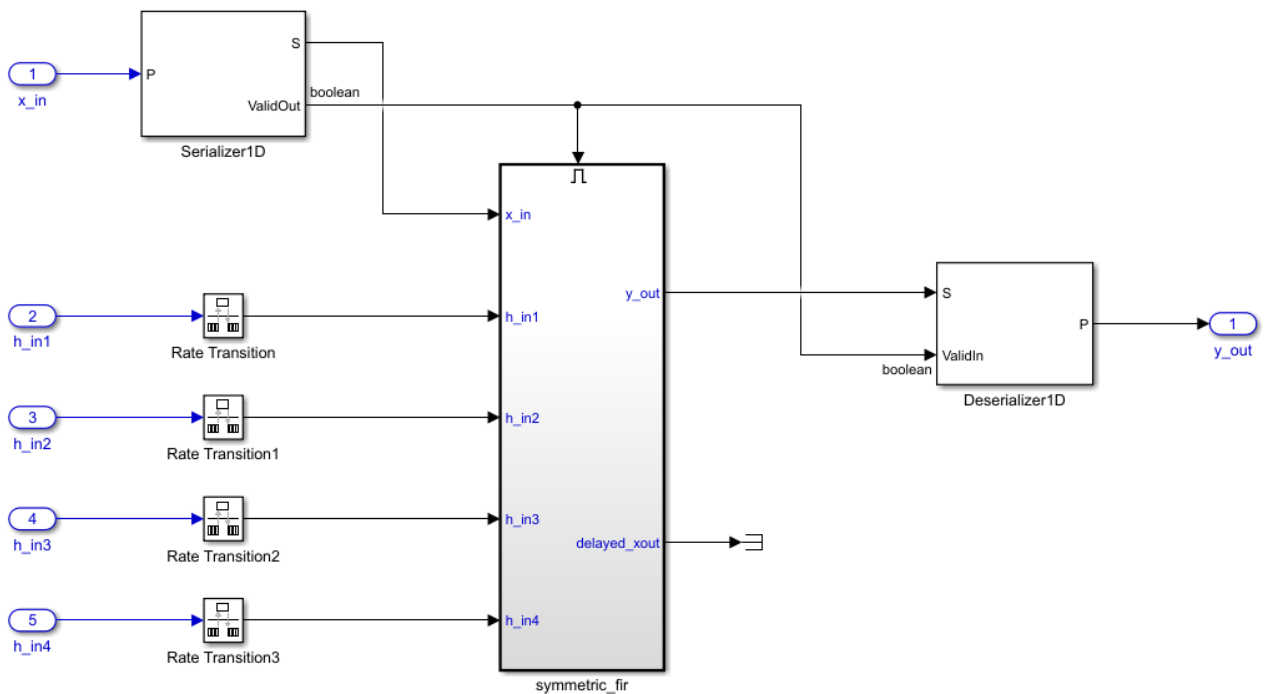 1
x_in
P
S
ValidOut
boolean
Serializer1D
2
h_in1
Rate Transition
3
h_in2
Rate Transition1
4
h_in3
Rate Transition2
5
h_in4
Rate Transition3
x_in
h_in1
h_in2
h_in3
h_in4
y_out
delayed_xout
symmetric_fir
S
ValidIn
boolean
P
Deserializer1D
1
y_out